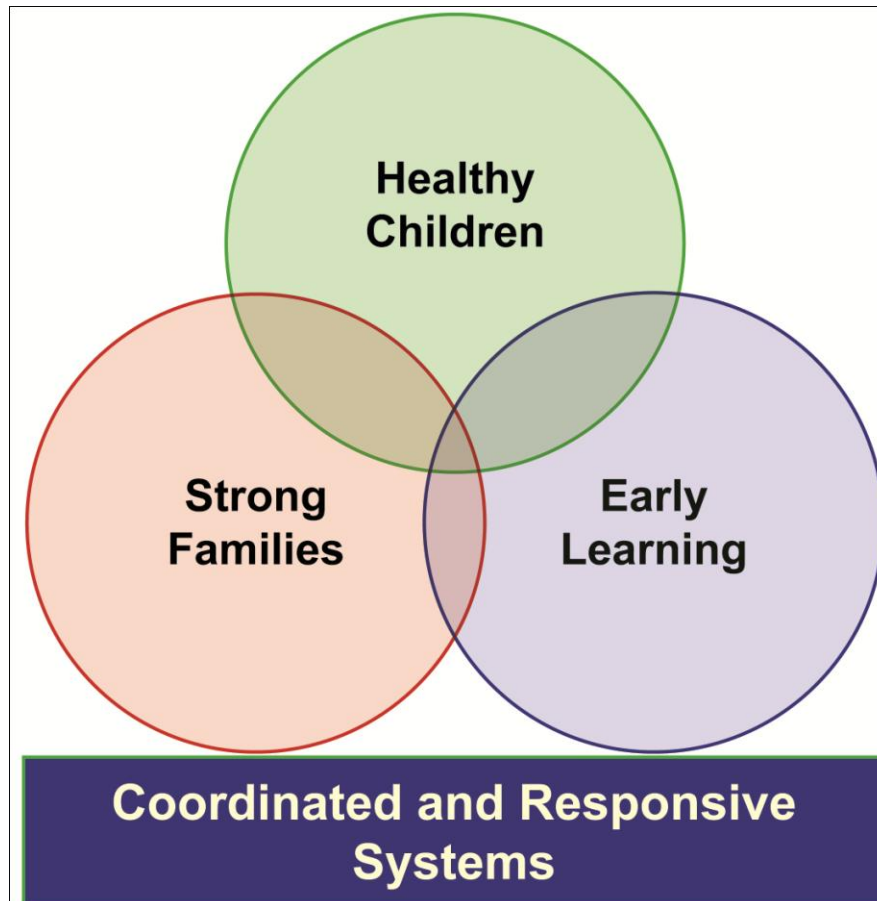 Healthy
Children
Strong
Families
Early
Learning
Coordinated and Responsive
Systems